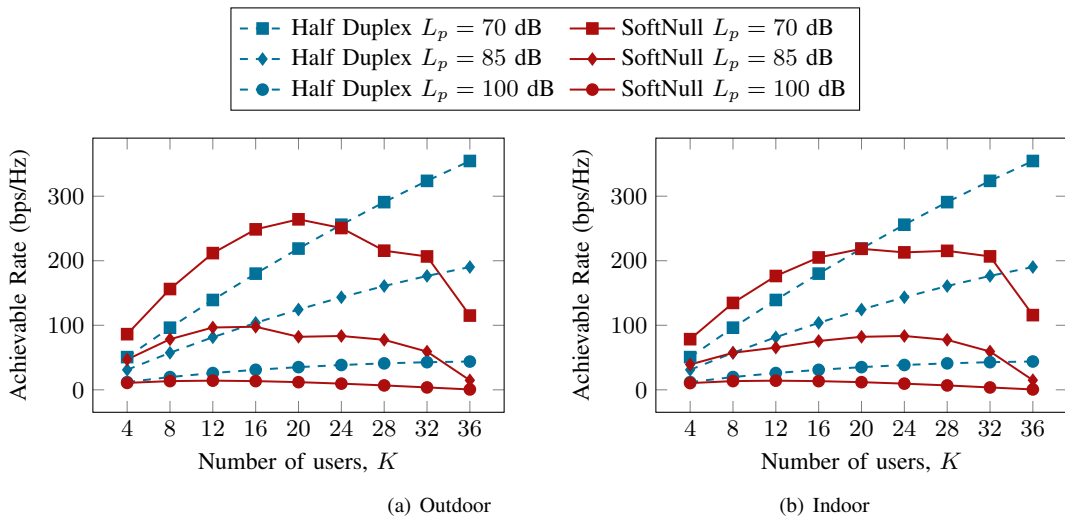 Half Duplex L_p = 70 dB SoftNull L_p = 70 dB
Half Duplex L_p = 85 dB SoftNull L_p = 85 dB
Half Duplex L_p = 100 dB SoftNull L_p = 100 dB
Achievable Rate (bps/Hz)
300
200
100
0
4 8 12 16 20 24 28 32 36
Number of users, K
(a) Outdoor
Achievable Rate (bps/Hz)
300
200
100
0
4 8 12 16 20 24 28 32 36
Number of users, K
(b) Indoor